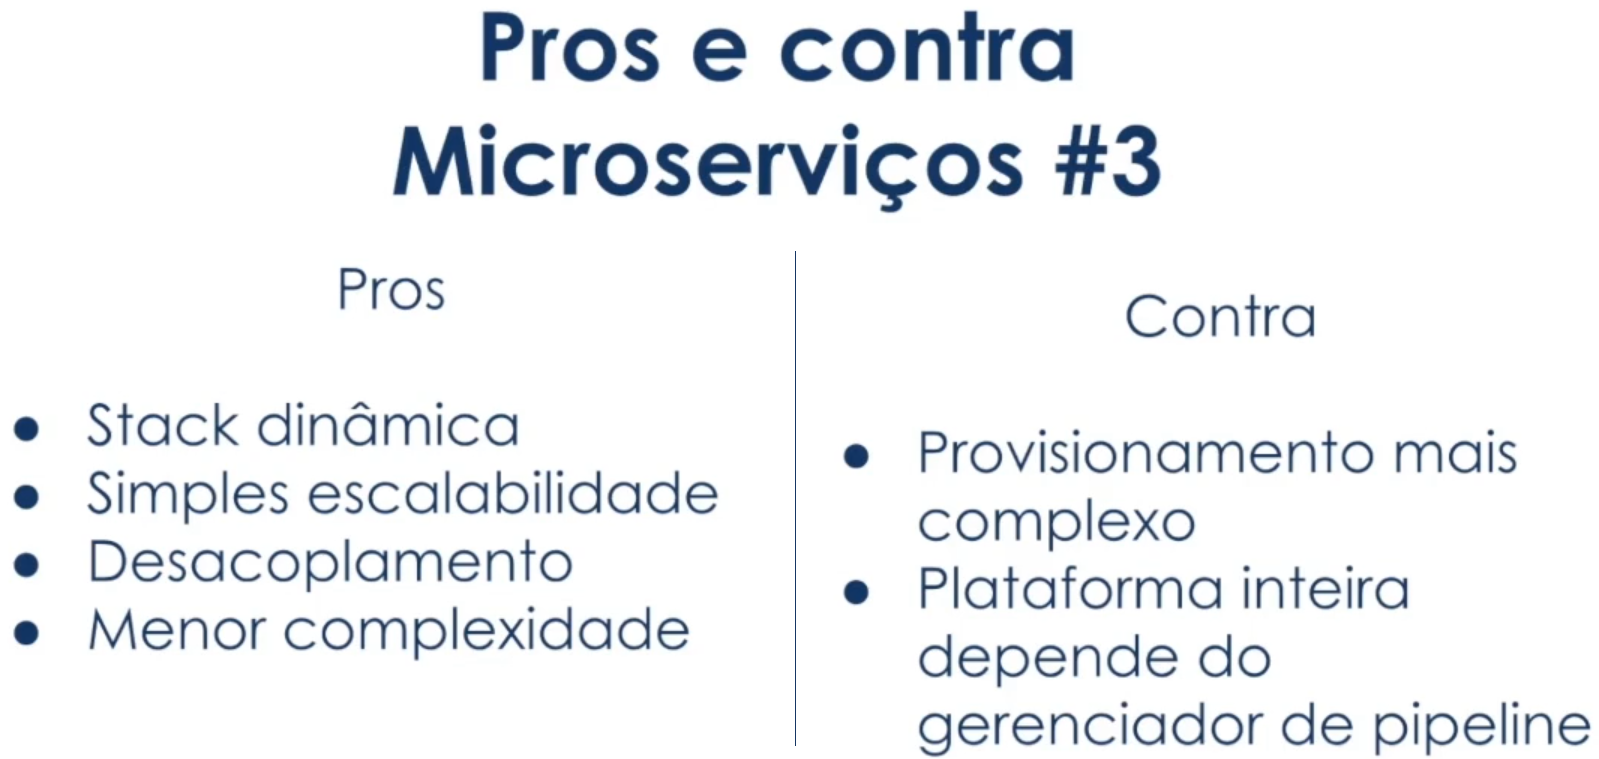 Pros e contra
Microserviços #3
Pros
● Stack dinâmica
● Simples escalabilidade
● Desacoplamento
● Menor complexidade
Contra
● Provisionamento mais
complexo
● Plataforma inteira
depende do
gerenciador de pipeline